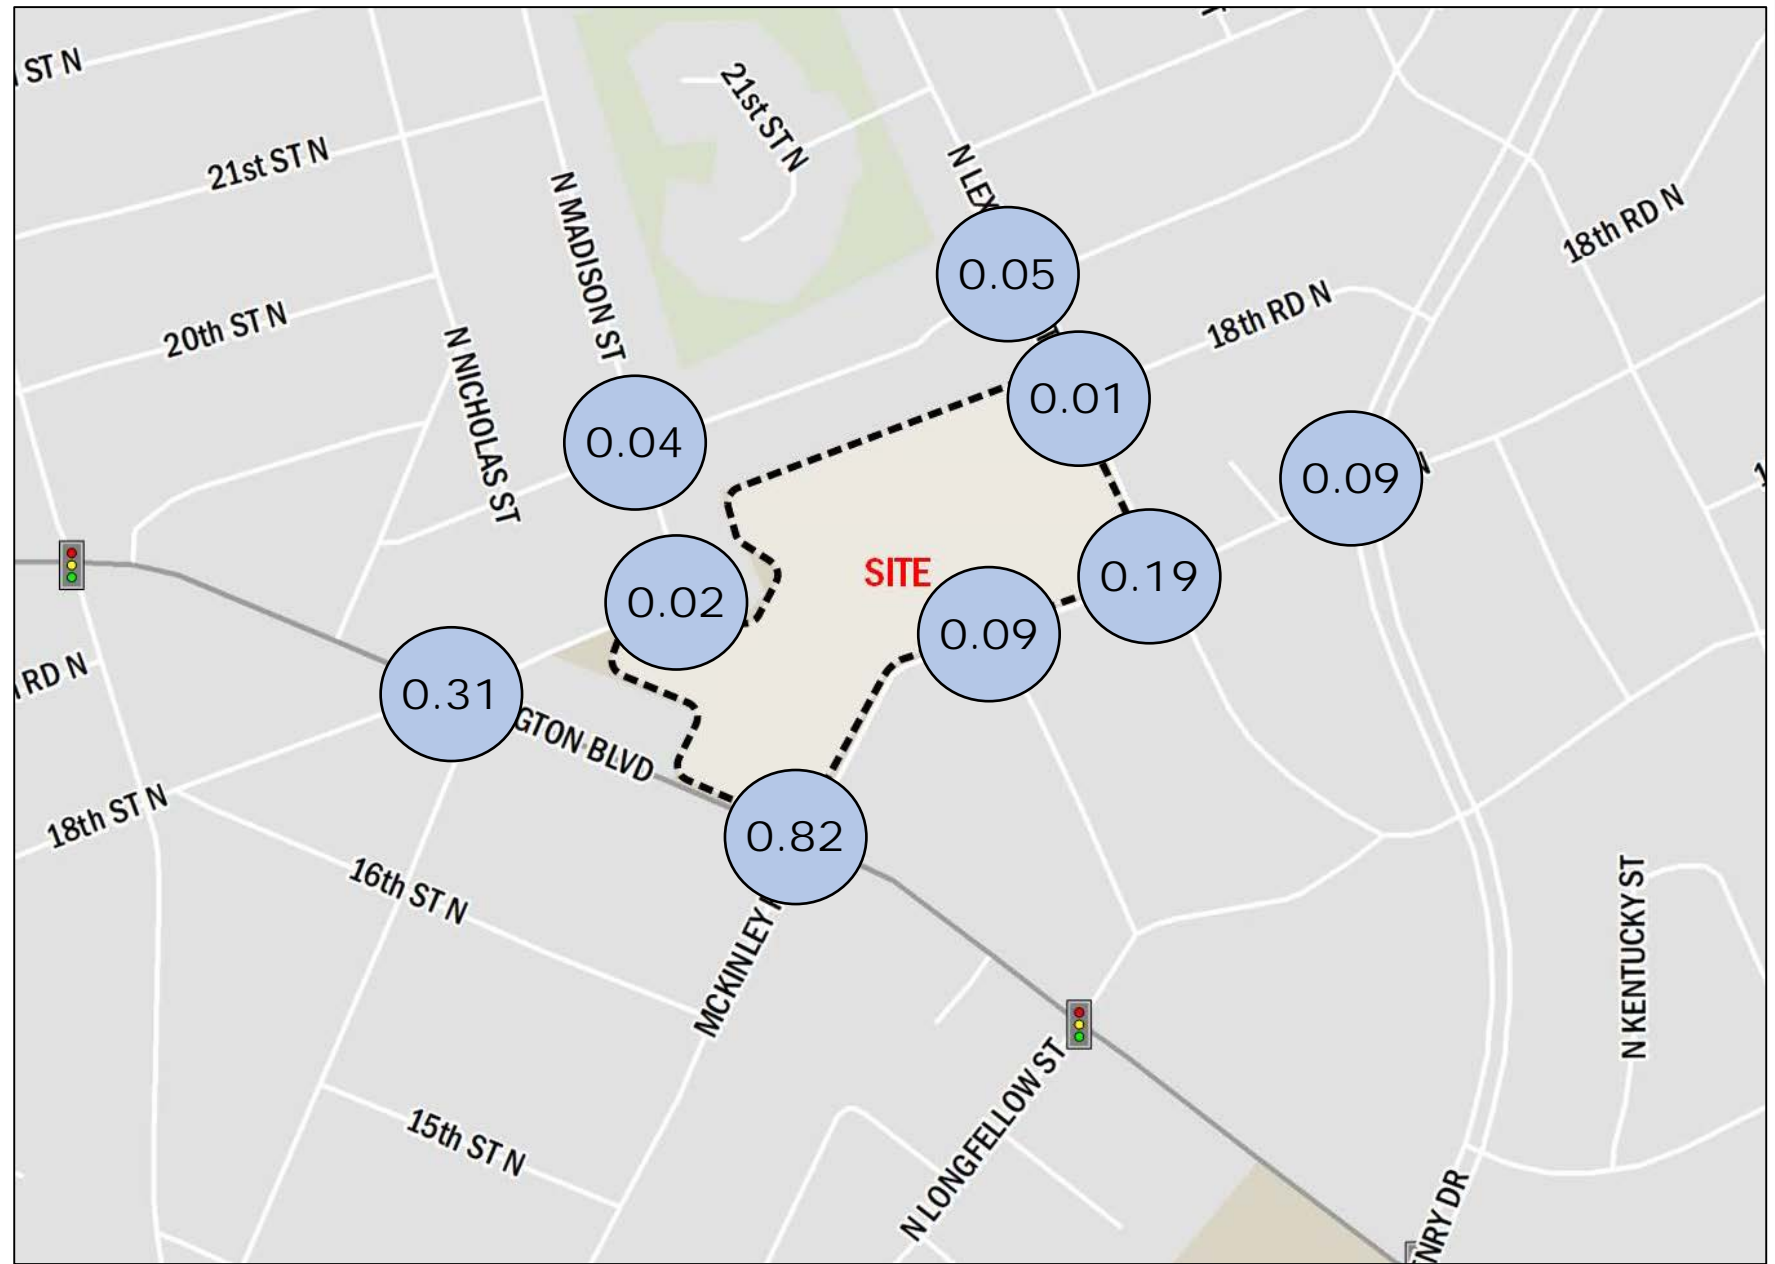 ST N
21st ST N
21st ST N
N MADISON ST
N LEX
18th RD N
0.05
18th RD N
20th ST N
N NICHOLAS ST
0.01
0.04
0.09
N
SITE
0.02
0.19
0.09
RD N
0.31
GTON BLVD
18th ST N
0.82
16th ST N
MCKINLEY
N KENTUCKY ST
15th ST N
N LONGFELLOW ST
NRY DR